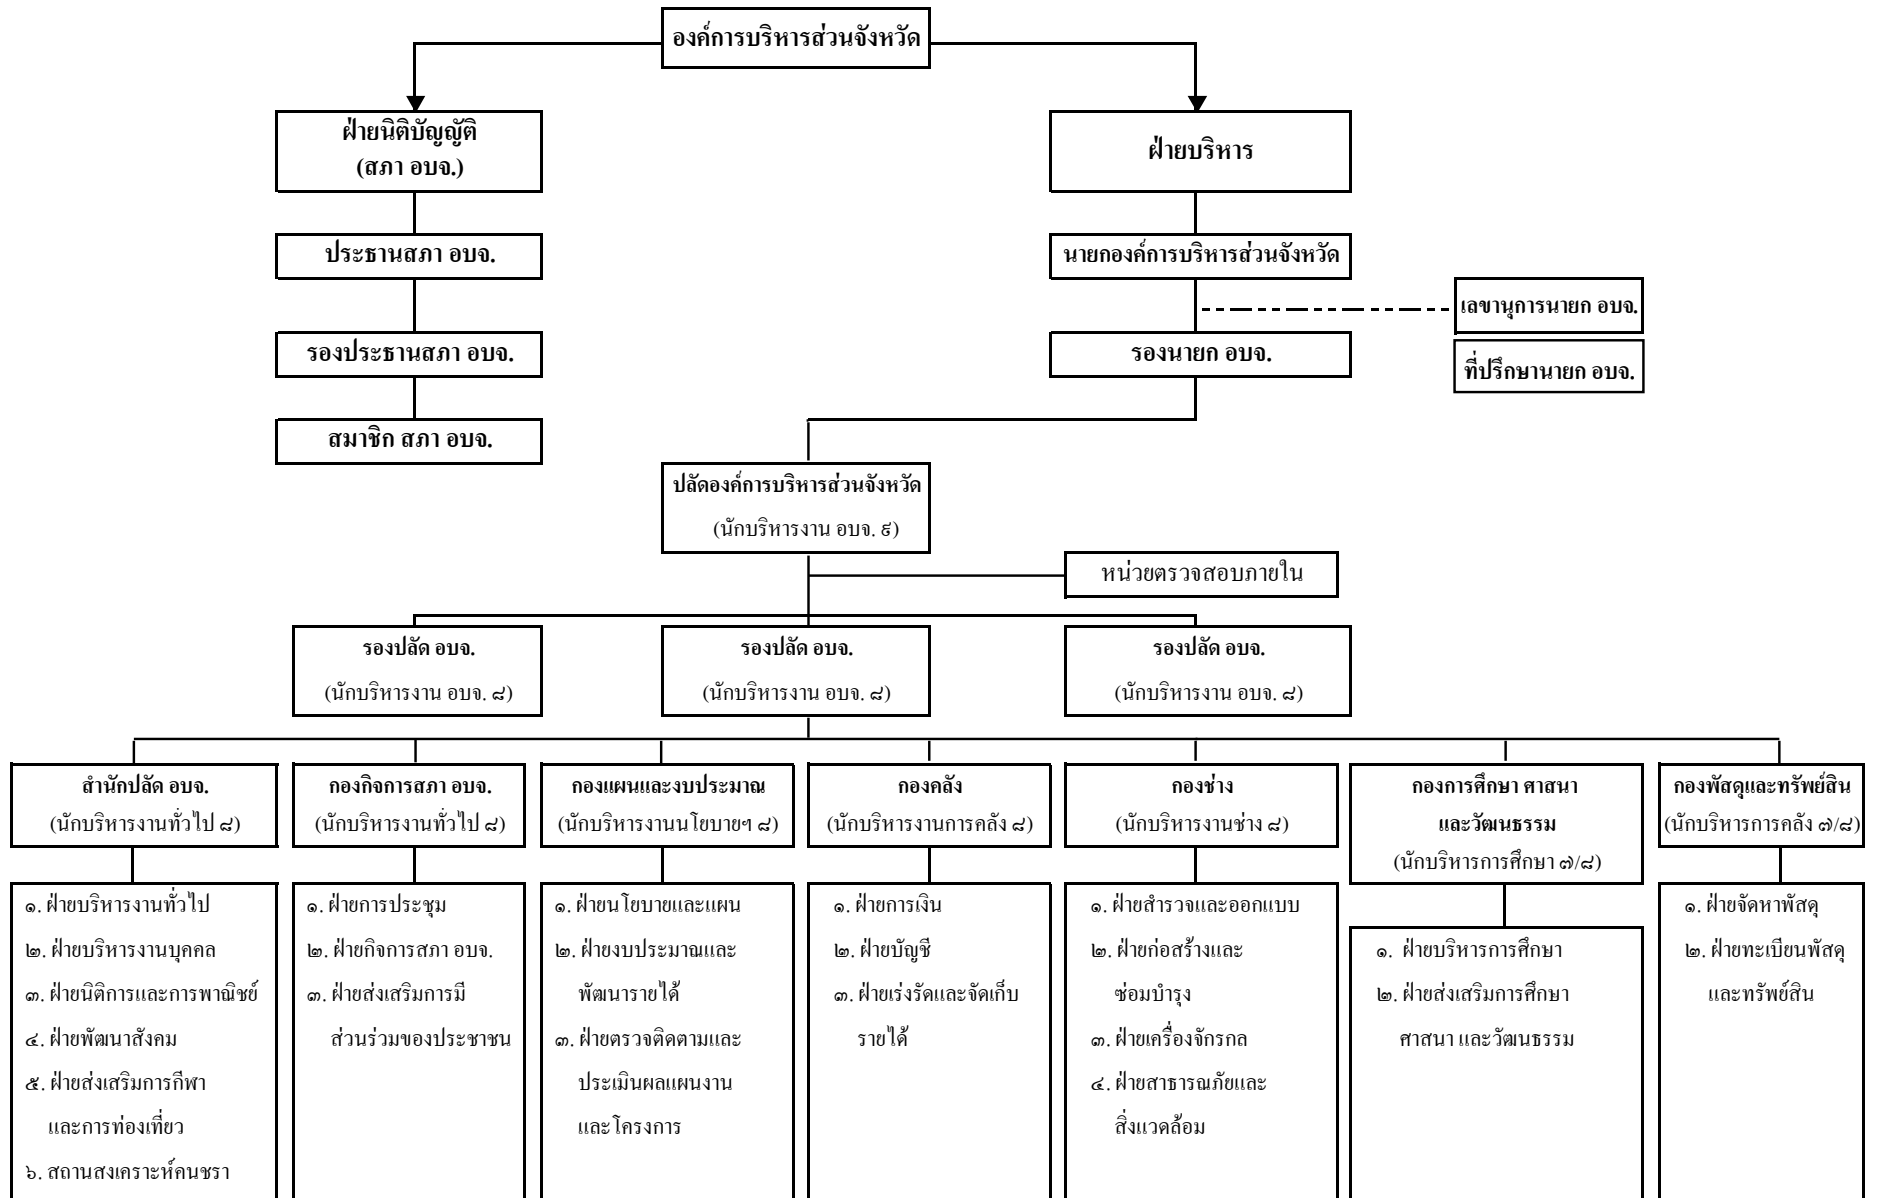 องค์การบริหารส่วนจังหวัด
ฝ่ายนิติบัญญัติ
(สภา อบจ.)
ฝ่ายบริหาร
ประธานสภา อบจ.
นายกองค์การบริหารส่วนจังหวัด
เลขานุการนายก อบจ.
รองประธานสภา อบจ.
รองนายก อบจ.
ที่ปรึกษานายก อบจ.
สมาชิก สภา อบจ.
ปลัดองค์การบริหารส่วนจังหวัด
(นักบริหารงาน อบจ. ๙)
หน่วยตรวจสอบภายใน
รองปลัด อบจ.
(นักบริหารงาน อบจ. ๘)
รองปลัด อบจ.
(นักบริหารงาน อบจ. ๘)
รองปลัด อบจ.
(นักบริหารงาน อบจ. ๘)
สำนักปลัด อบจ.
(นักบริหารงานทั่วไป ๘)
๑. ฝ่ายบริหารงานทั่วไป
๒. ฝ่ายบริหารงานบุคคล
๓. ฝ่ายนิติการและการพาณิชย์
๔. ฝ่ายพัฒนาสังคม
๕. ฝ่ายส่งเสริมการกีฬา
และการท่องเที่ยว
๖. สถานสงเคราะห์คนชรา
กองกิจการสภา อบจ.
(นักบริหารงานทั่วไป ๘)
๑. ฝ่ายการประชุม
๒. ฝ่ายกิจการสภา อบจ.
๓. ฝ่ายส่งเสริมการมี
ส่วนร่วมของประชาชน
กองแผนและงบประมาณ
(นักบริหารงานนโยบายฯ ๘)
๑. ฝ่ายนโยบายและแผน
๒. ฝ่ายงบประมาณและ
พัฒนารายได้
๓. ฝ่ายตรวจติดตามและ
ประเมินผลแผนงาน
และโครงการ
กองคลัง
(นักบริหารงานการคลัง ๘)
๑. ฝ่ายการเงิน
๒. ฝ่ายบัญชี
๓. ฝ่ายเร่งรัดและจัดเก็บ
รายได้
กองช่าง
(นักบริหารงานช่าง ๘)
๑. ฝ่ายสำรวจและออกแบบ
๒. ฝ่ายก่อสร้างและ
ซ่อมบำรุง
๓. ฝ่ายเครื่องจักรกล
๔. ฝ่ายสาธารณภัยและ
สิ่งแวดล้อม
กองการศึกษา ศาสนา
และวัฒนธรรม
(นักบริหารการศึกษา ๗/๘)
๑. ฝ่ายบริหารการศึกษา
๒. ฝ่ายส่งเสริมการศึกษา
ศาสนา และวัฒนธรรม
กองพัสดุและทรัพย์สิน
(นักบริหารการคลัง ๗/๘)
๑. ฝ่ายจัดหาพัสดุ
๒. ฝ่ายทะเบียนพัสดุ
และทรัพย์สิน